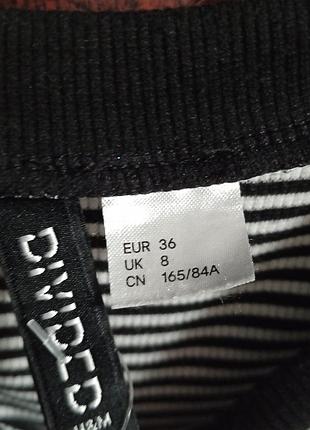 EUR 36
UK 8
CN 165/84A
DIVIDED
H&M